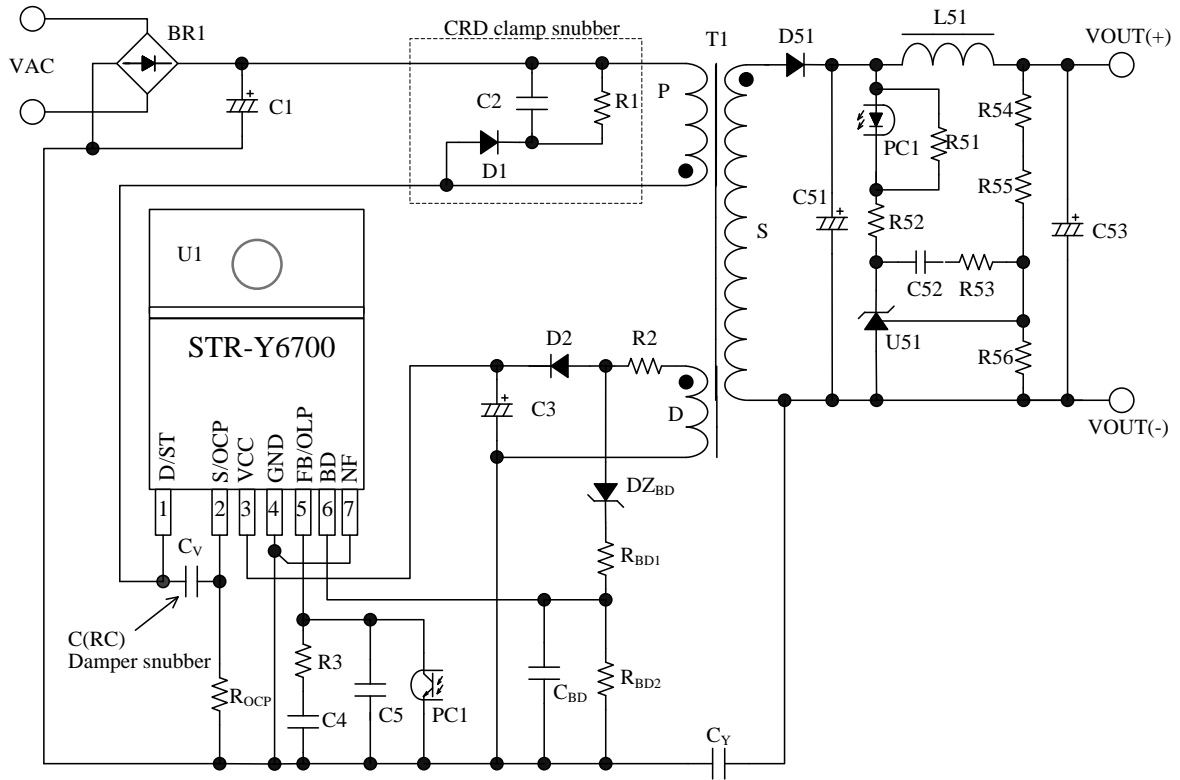 CRD clamp snubber
BR1
VAC
C1
C2
R1
D1
P
T1
D51
L51
VOUT(+)
PC1
R51
R54
R55
C51
R52
S
C53
C52
R53
U51
R56
VOUT(-)
U1
STR-Y6700
D/ST
S/OCP
VCC
GND
FB/OLP
BD
NF
1
2
3
4
5
6
7
D2
R2
C3
D
DZBD
RBD1
CV
C(RC)
Damper snubber
ROCP
R3
C4
C5
PC1
CBD
RBD2
CY
+
+
+
+